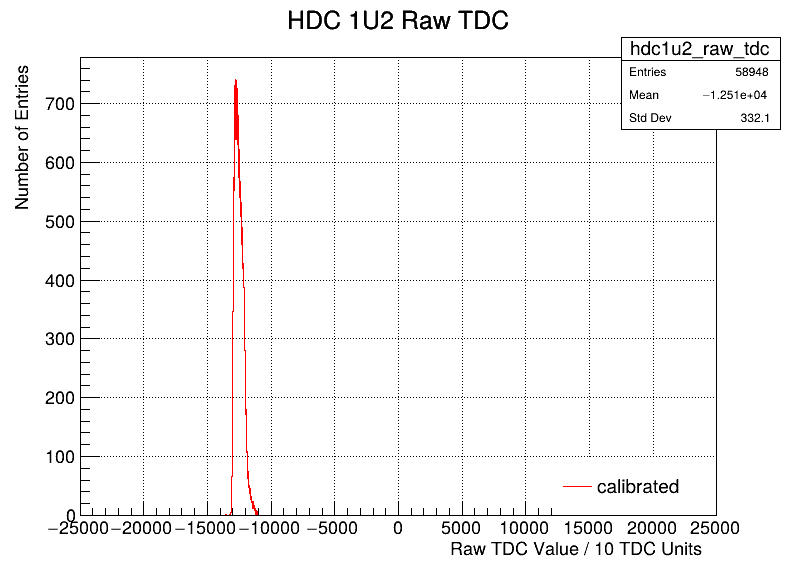 HDC 1U2 Raw TDC
hdc1u2_raw_tdc
Entries 58948
Mean −1.251e+04
Std Dev 332.1
Number of Entries
700
600
500
400
300
200
100
0
−25000 −20000 −15000 −10000 −5000 0 5000 10000 15000 20000 25000
calibrated
Raw TDC Value / 10 TDC Units